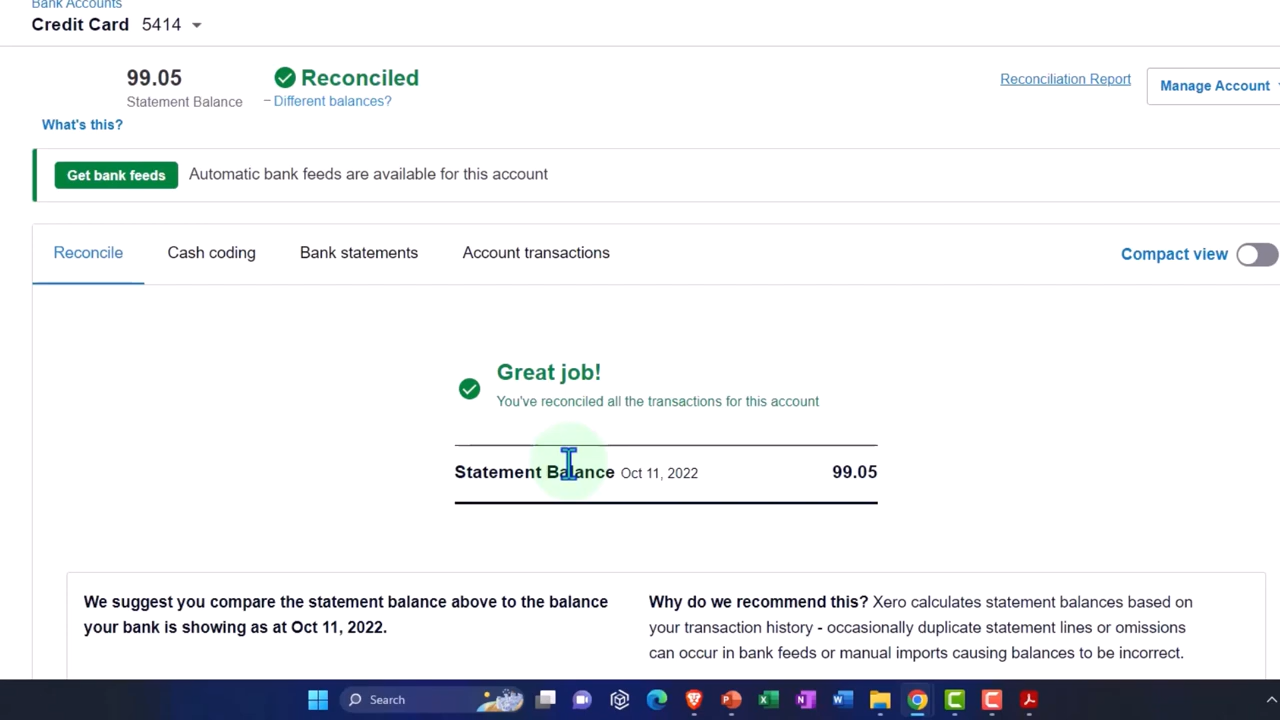 Bank Accounts
Credit Card 5414
99.05
Statement Balance
Reconciled
Different balances?
What's this?
Reconciliation Report
Manage Account
Get bank feeds Automatic bank feeds are available for this account
Reconcile Cash coding Bank statements Account transactions
Compact view
Great job!
You've reconciled all the transactions for this account
Statement Balance Oct 11, 2022 99.05
We suggest you compare the statement balance above to the balance
your bank is showing as at Oct 11, 2022.
Why do we recommend this? Xero calculates statement balances based on
your transaction history - occasionally duplicate statement lines or omissions
can occur in bank feeds or manual imports causing balances to be incorrect.
Search